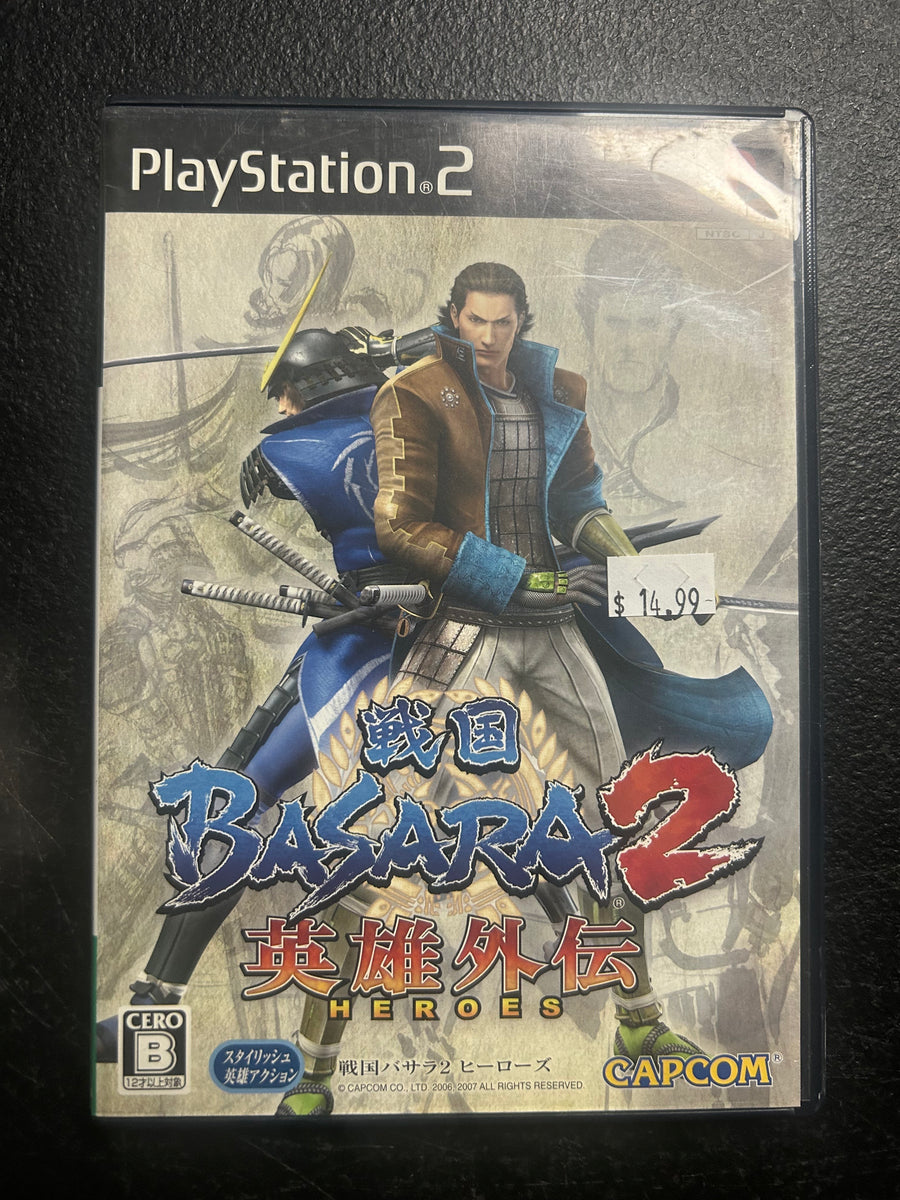 PlayStation®2
NTSC J
$ 14.99-
戦国
BASARA2®
英雄外伝
HEROES
CERO
B
12才以上対象
スタイリッシュ
英雄アクション
戦国バサラ2 ヒーローズ
© CAPCOM CO., LTD. 2006, 2007 ALL RIGHTS RESERVED.
CAPCOM®